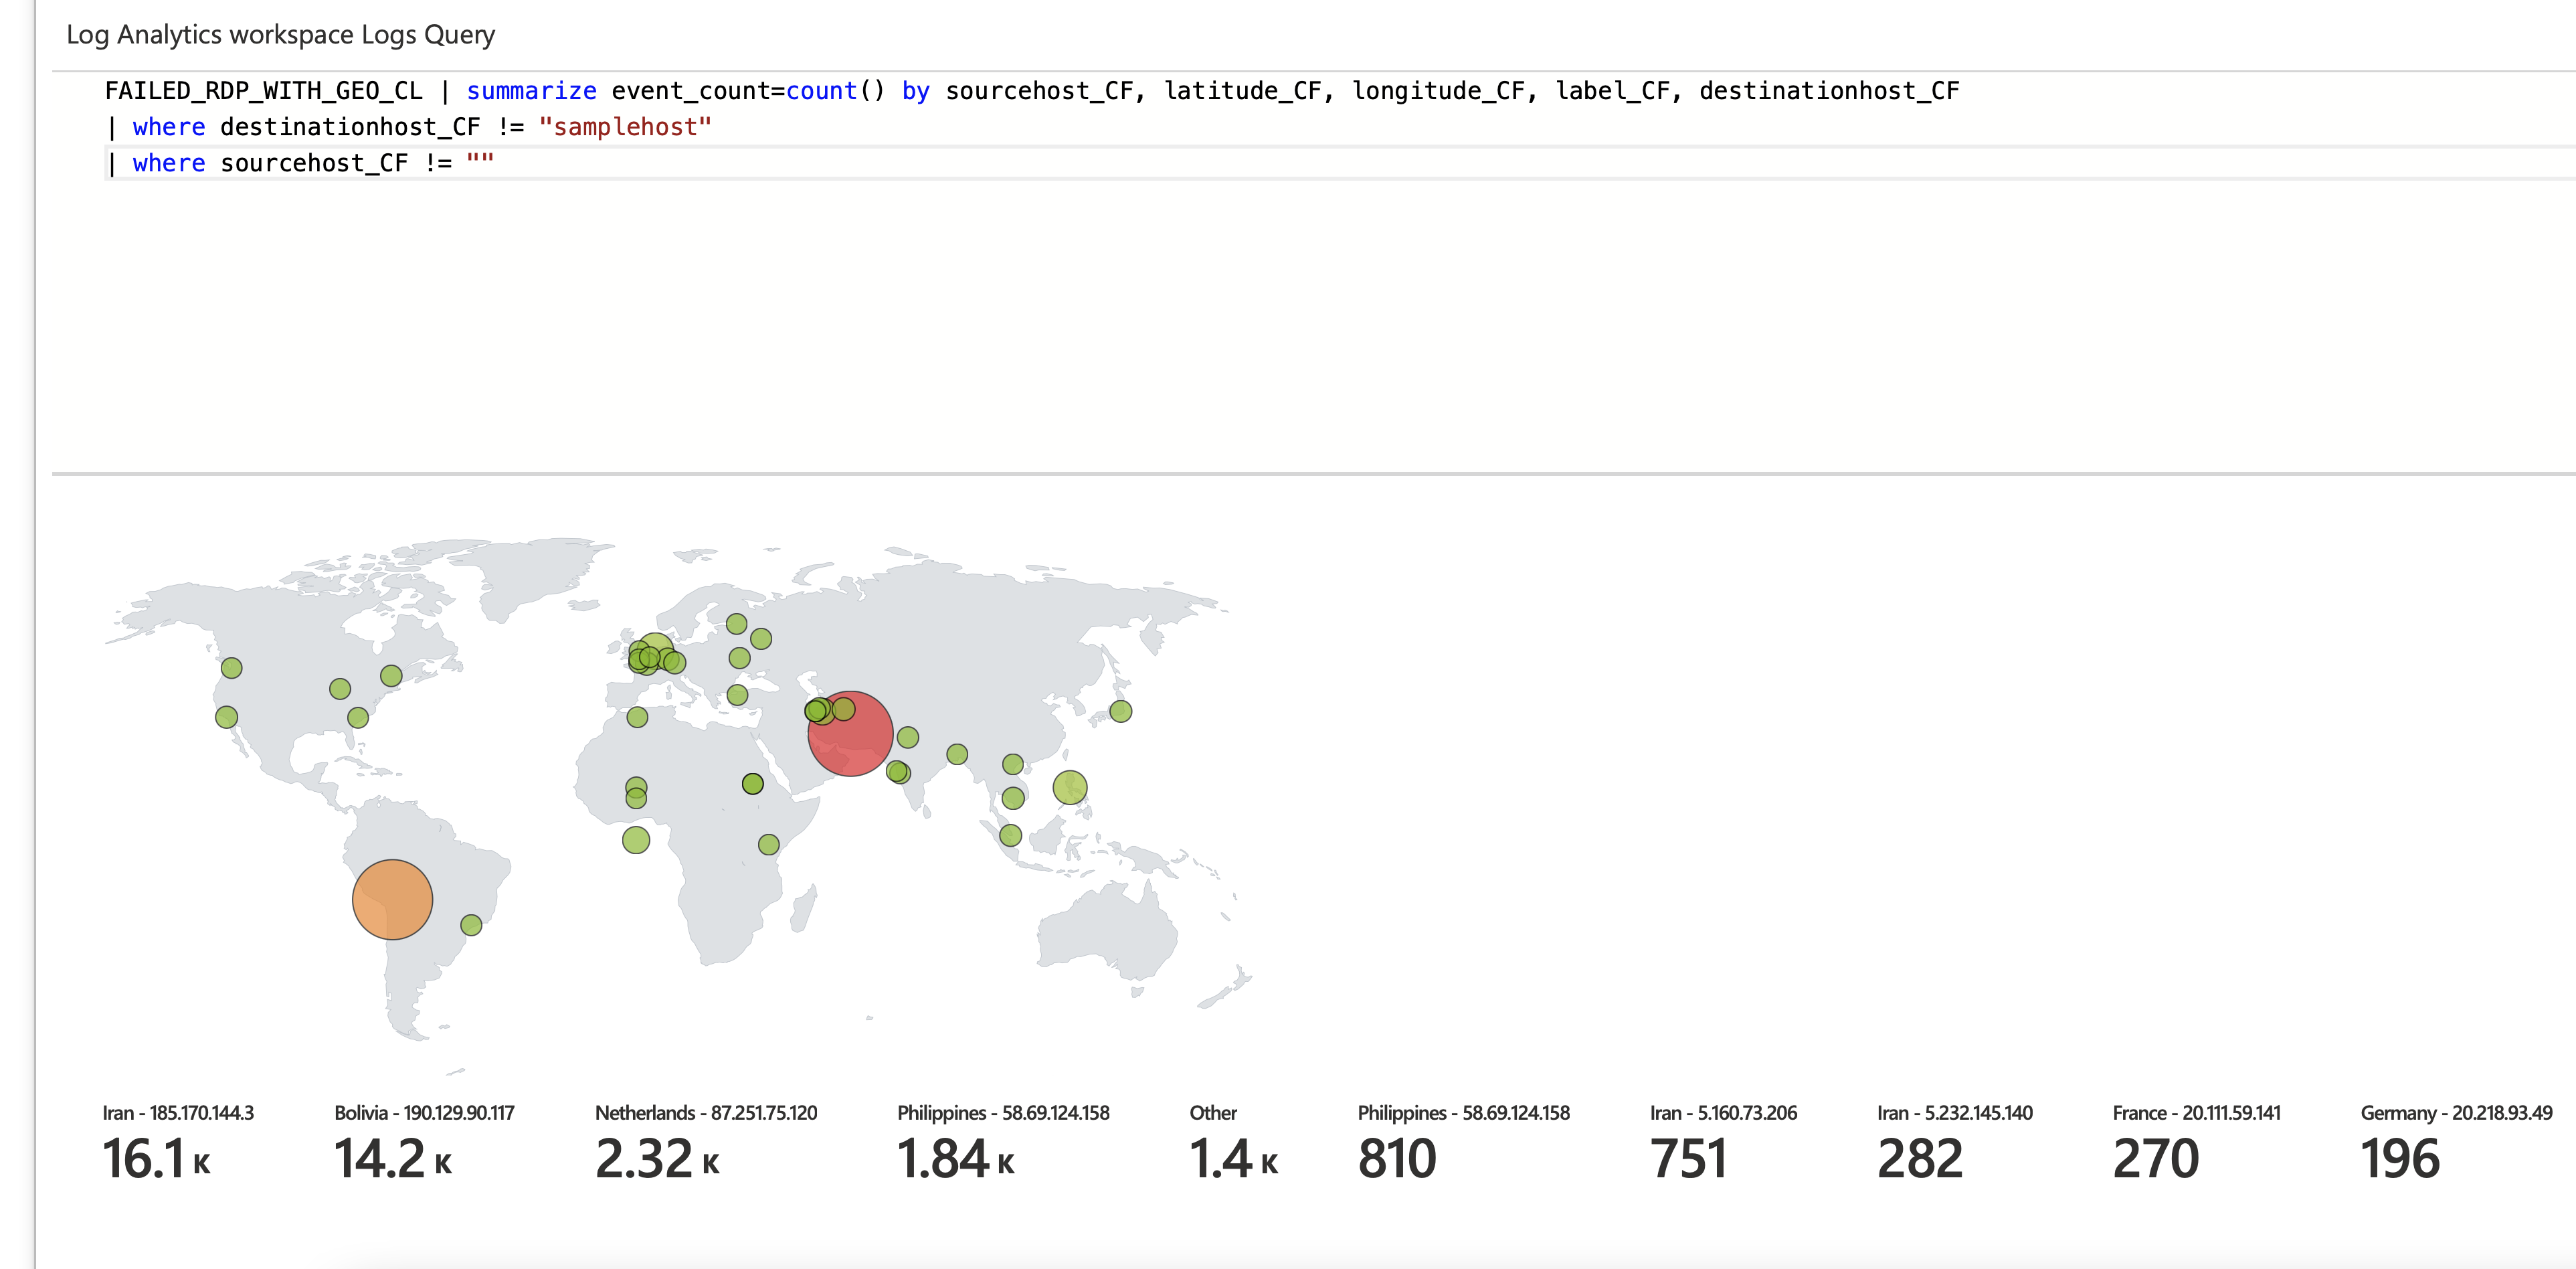 Log Analytics workspace Logs Query
FAILED_RDP_WITH_GEO_CL | summarize event_count=count() by sourcehost_CF, latitude_CF, longitude_CF, label_CF, destinationhost_CF
| where destinationhost_CF != "samplehost"
| where sourcehost_CF != ""
Iran - 185.170.144.3
16.1 K
Bolivia - 190.129.90.117
14.2 K
Netherlands - 87.251.75.120
2.32 K
Philippines - 58.69.124.158
1.84 K
Other
1.4 K
Philippines - 58.69.124.158
810
Iran - 5.160.73.206
751
Iran - 5.232.145.140
282
France - 20.111.59.141
270
Germany - 20.218.93.49
196